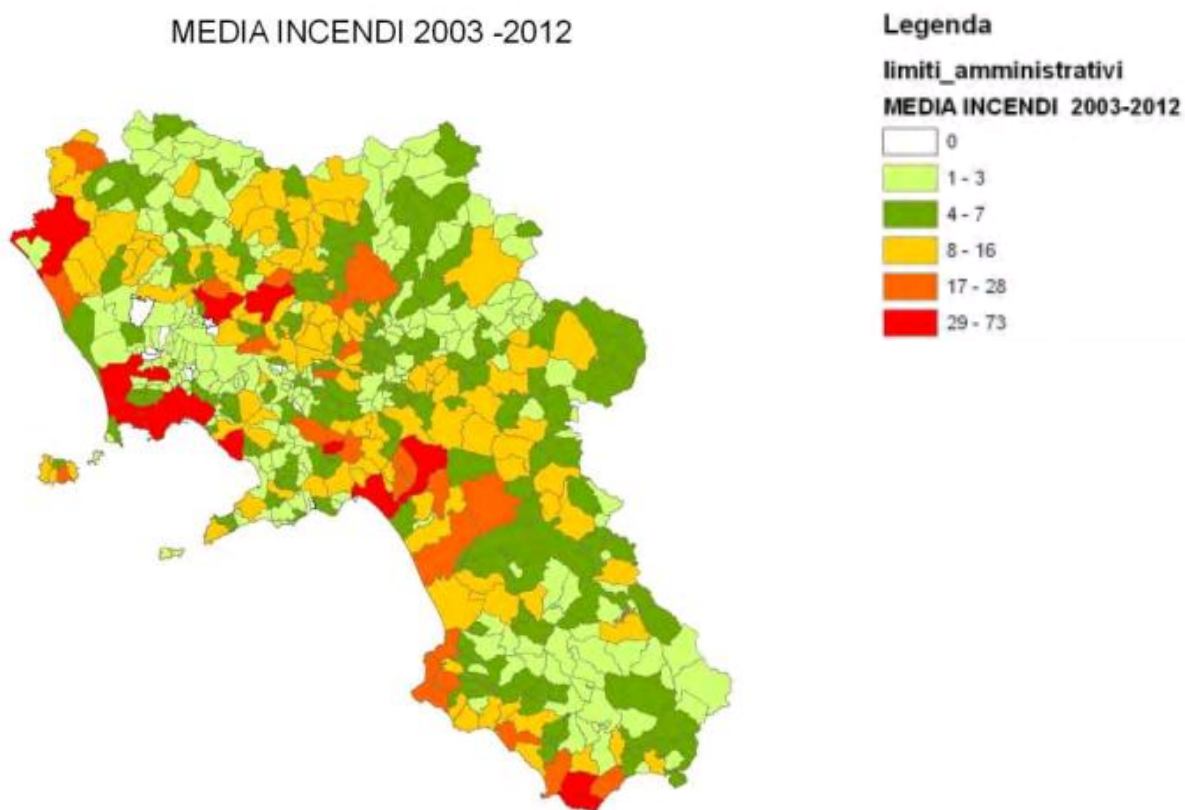 MEDIA INCENDI 2003 -2012
Legenda
limiti_amministrativi
MEDIA INCENDI 2003-2012
0
1 - 3
4 - 7
8 - 16
17 - 28
29 - 73